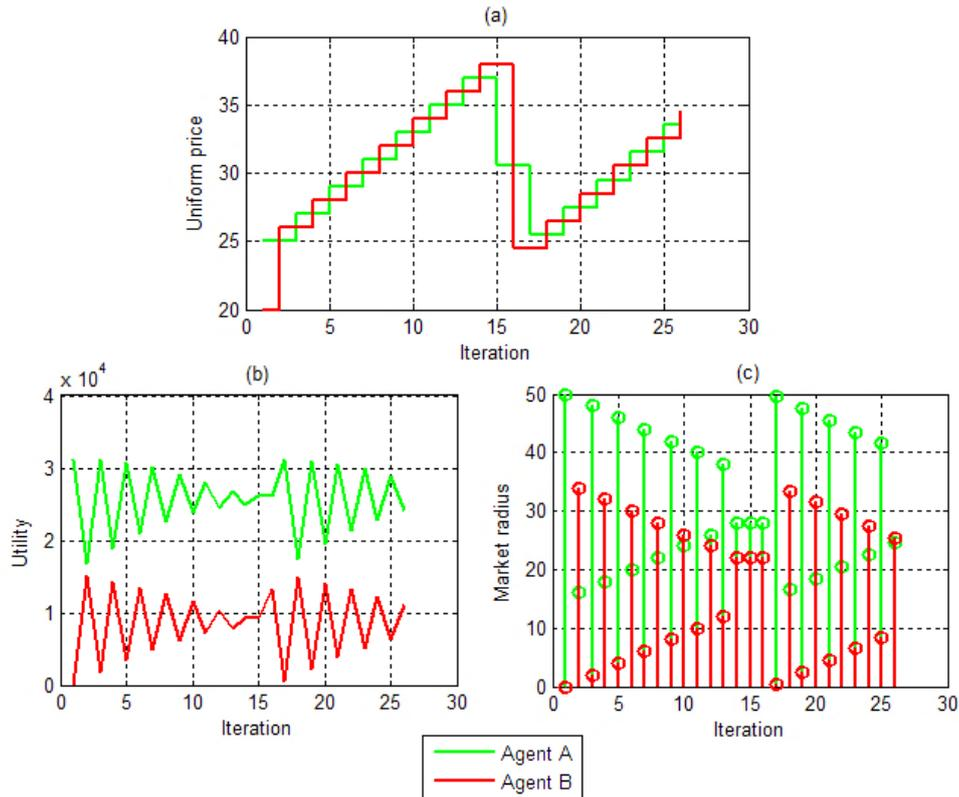 (a)
40
35
30
25
20
Uniform price
0 5 10 15 20 25 30
Iteration
(b)
x 10^4
4
3
2
1
0
Utility
0 5 10 15 20 25 30
Iteration
(c)
50
40
30
20
10
0
Market radius
0 5 10 15 20 25 30
Iteration
Agent A
Agent B